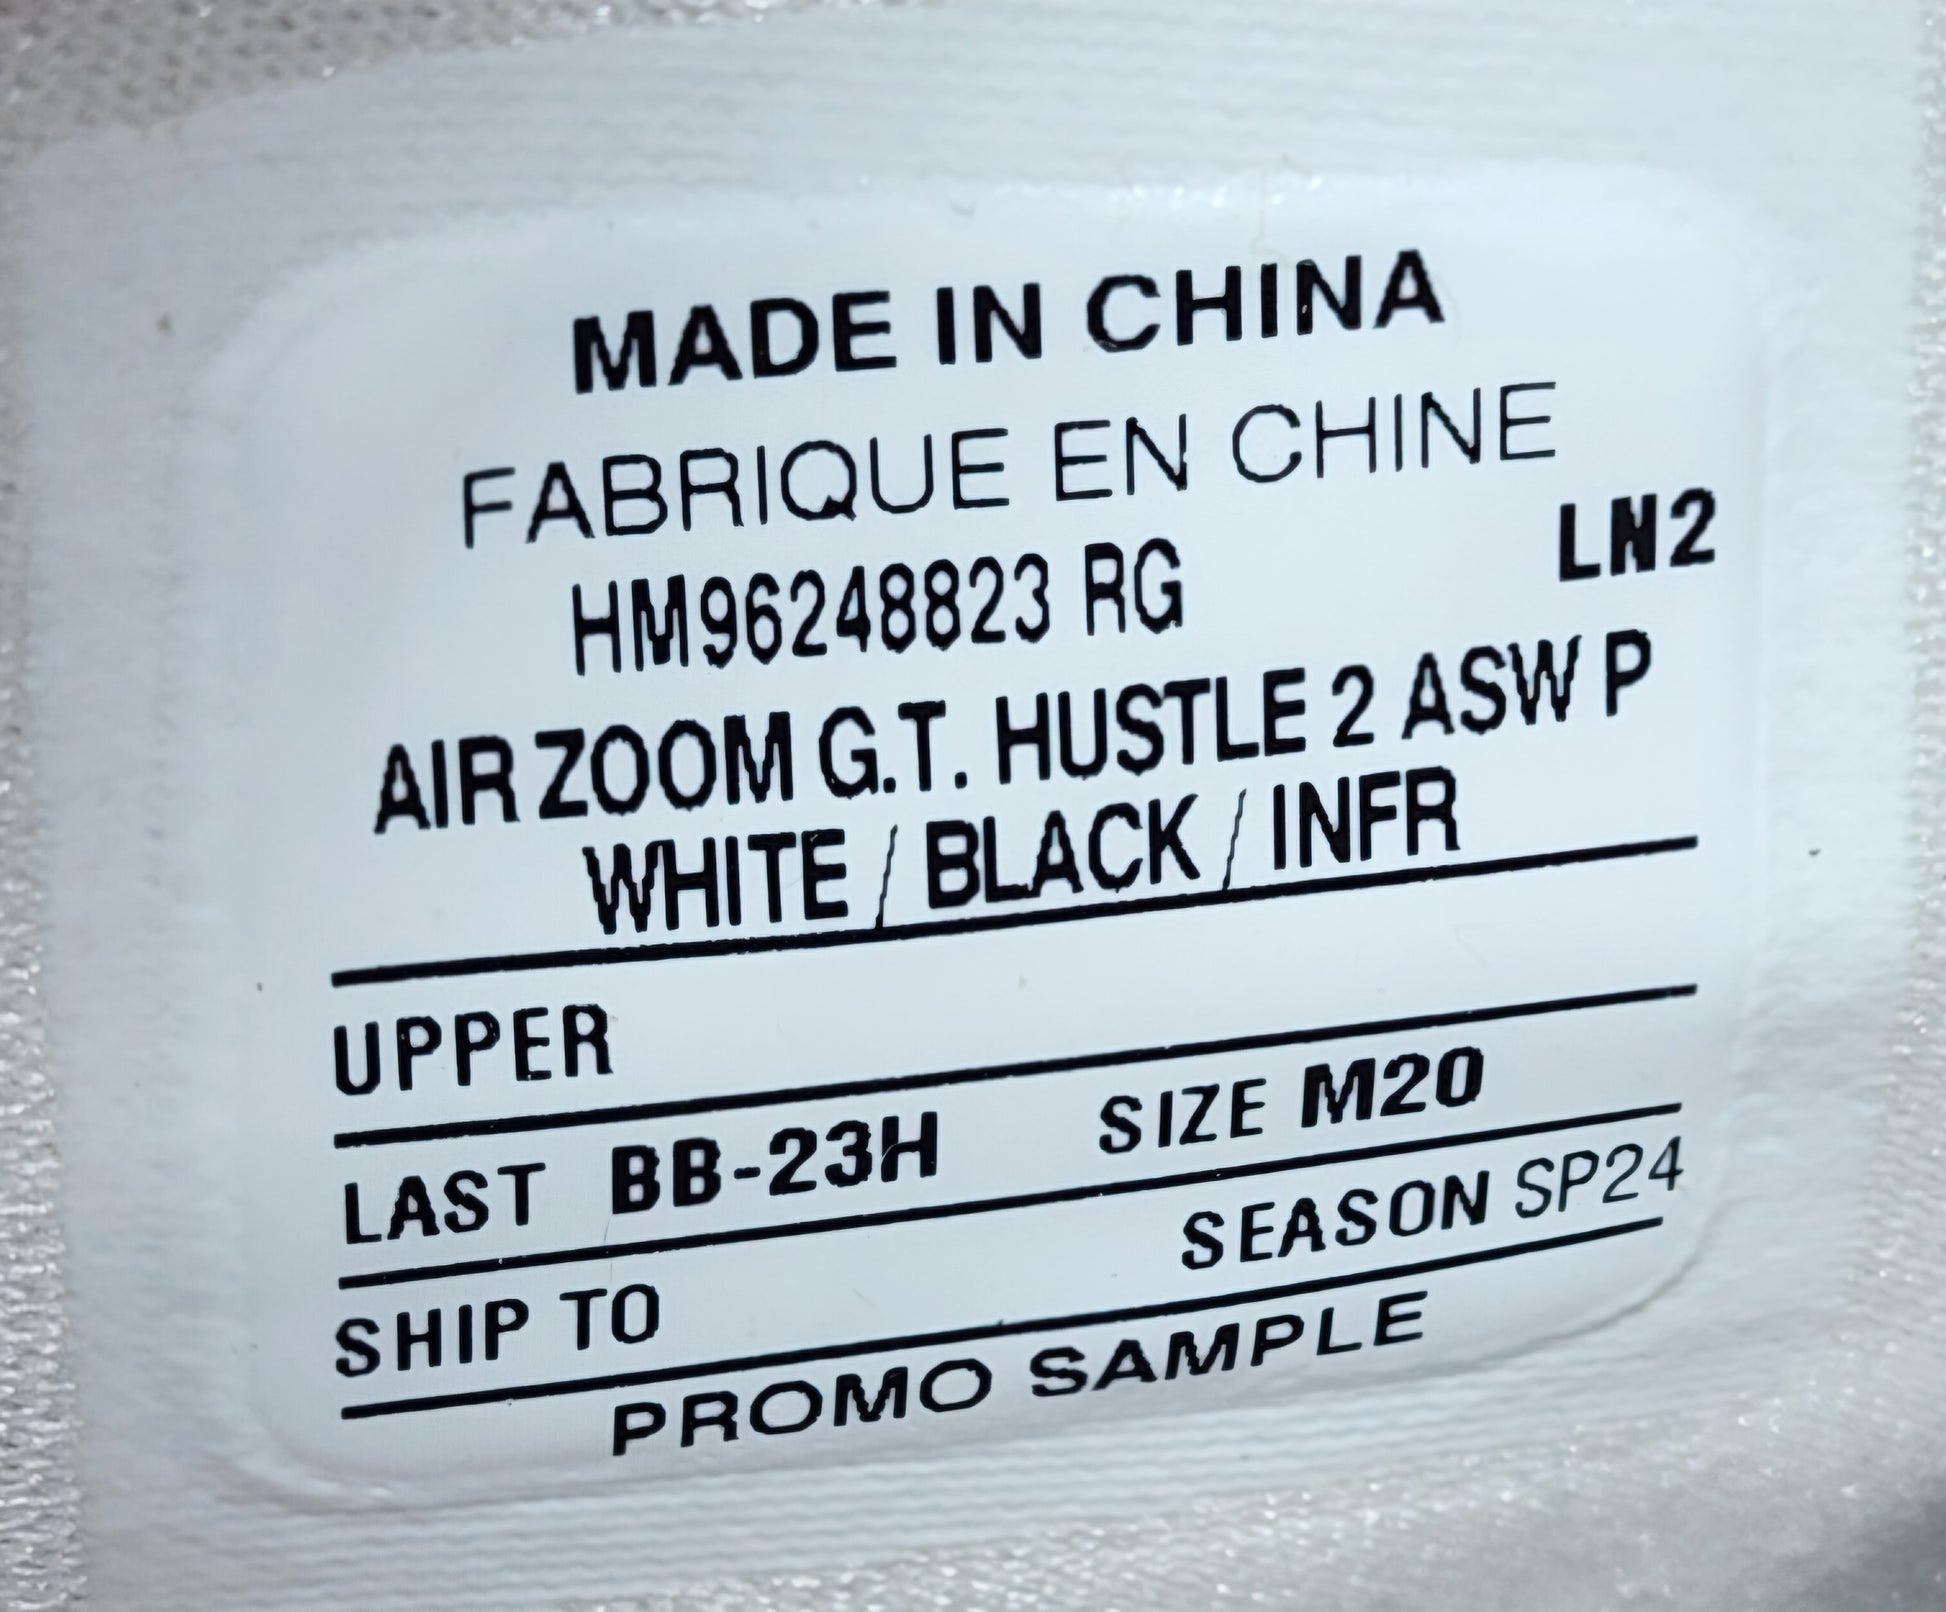 MADE IN CHINA
FABRIQUE EN CHINE
HM96248823 RG LN2
AIR ZOOM G.T. HUSTLE 2 ASW P
WHITE / BLACK / INFR
UPPER
LAST BB-23H SIZE M20
SHIP TO SEASON SP24
PROMO SAMPLE